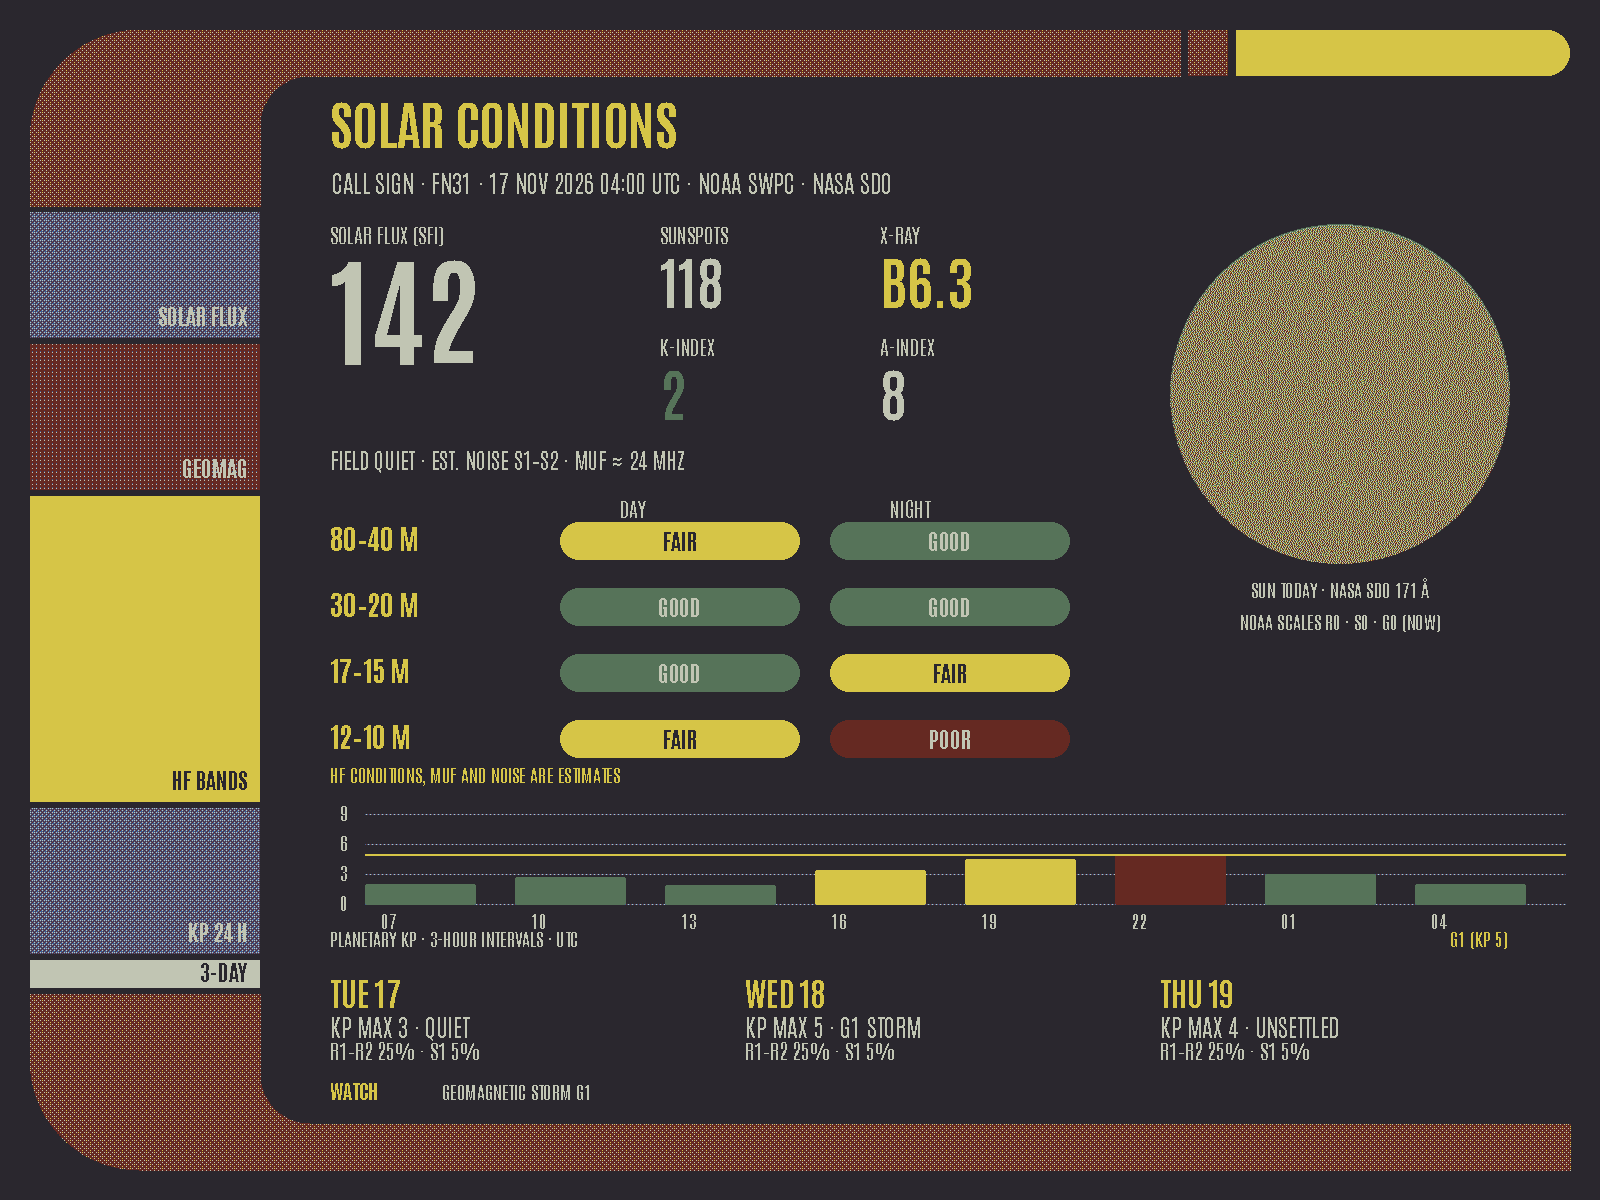 SOLAR CONDITIONS
CALL SIGN · FN31 · 17 NOV 2026 04:00 UTC · NOAA SWPC · NASA SDO
SOLAR FLUX (SFI)
142
SUNSPOTS
118
X-RAY
B6.3
K-INDEX
2
A-INDEX
8
FIELD QUIET · EST. NOISE S1-S2 · MUF ≈ 24 MHZ
SUN TODAY · NASA SDO 171 Å
NOAA SCALES R0 · S0 · G0 (NOW)
SOLAR FLUX
GEOMAG
HF BANDS
KP 24 H
3-DAY
DAY NIGHT
80-40 M FAIR GOOD
30-20 M GOOD GOOD
17-15 M GOOD FAIR
12-10 M FAIR POOR
HF CONDITIONS, MUF AND NOISE ARE ESTIMATES
9
6
3
0
07 10 13 16 19 22 01 04
PLANETARY KP · 3-HOUR INTERVALS · UTC
G1 (KP 5)
TUE 17
KP MAX 3 · QUIET
R1-R2 25% · S1 5%
WED 18
KP MAX 5 · G1 STORM
R1-R2 25% · S1 5%
THU 19
KP MAX 4 · UNSETTLED
R1-R2 25% · S1 5%
WATCH GEOMAGNETIC STORM G1